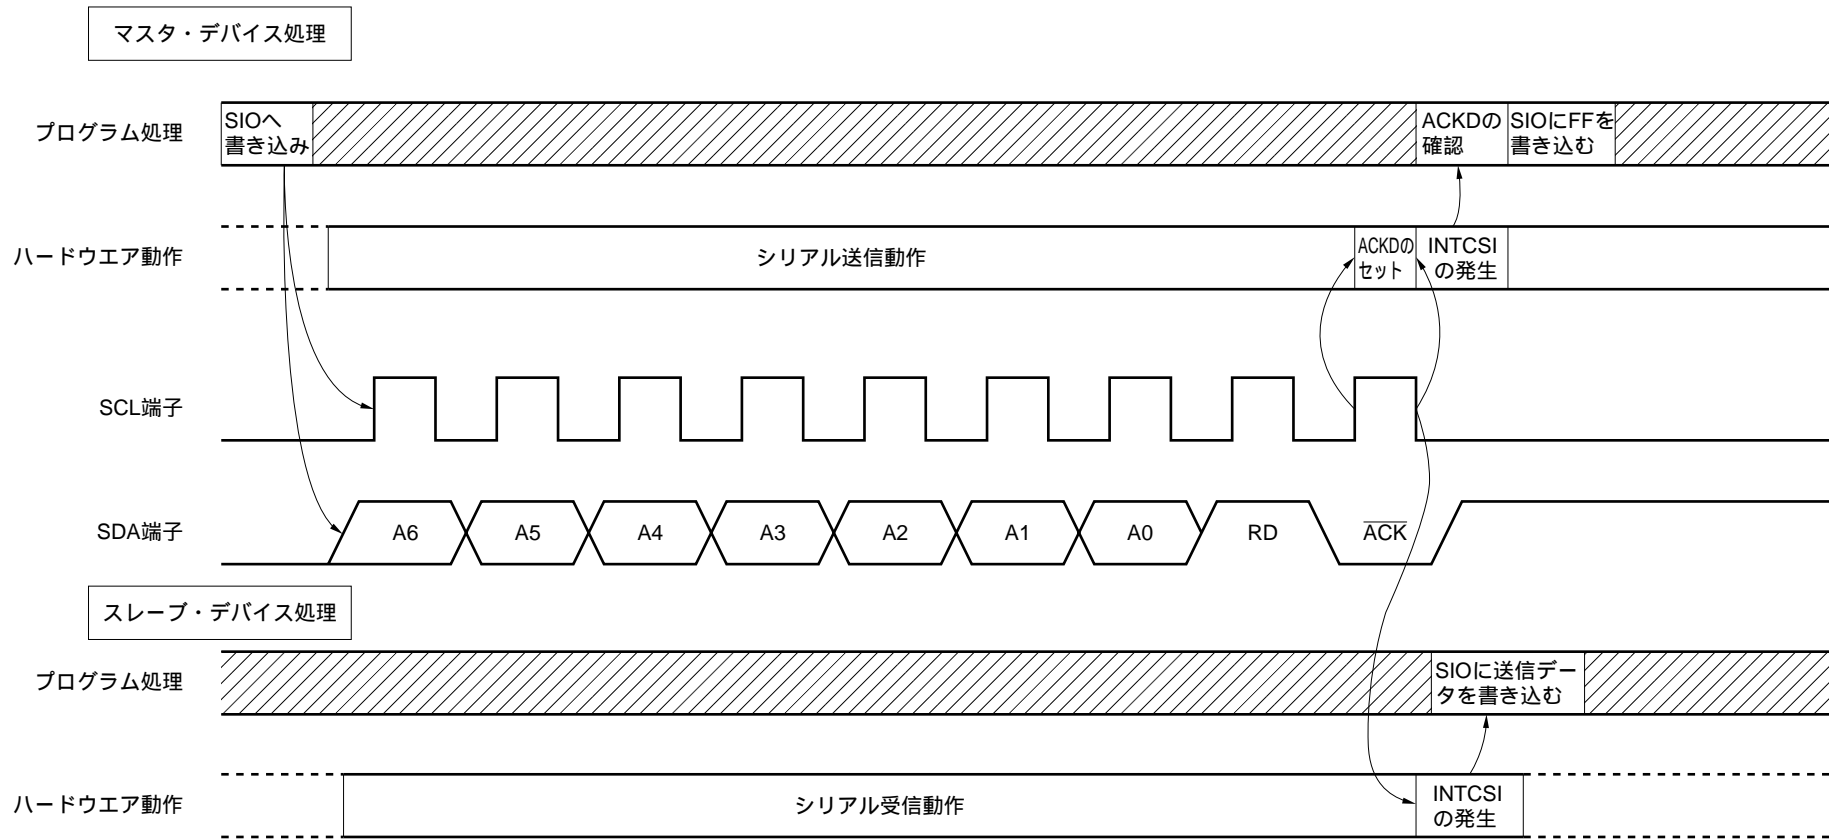 マスタ・デバイス処理
プログラム処理
SIOへ
書き込み
ACKDの
確認
SIOにFFを
書き込む
ハードウエア動作
シリアル送信動作
ACKDの
セット
INTCSI
の発生
SCL端子
SDA端子
A6
A5
A4
A3
A2
A1
A0
RD
ACK
スレーブ・デバイス処理
プログラム処理
SIOに送信デー
タを書き込む
ハードウエア動作
シリアル受信動作
INTCSI
の発生